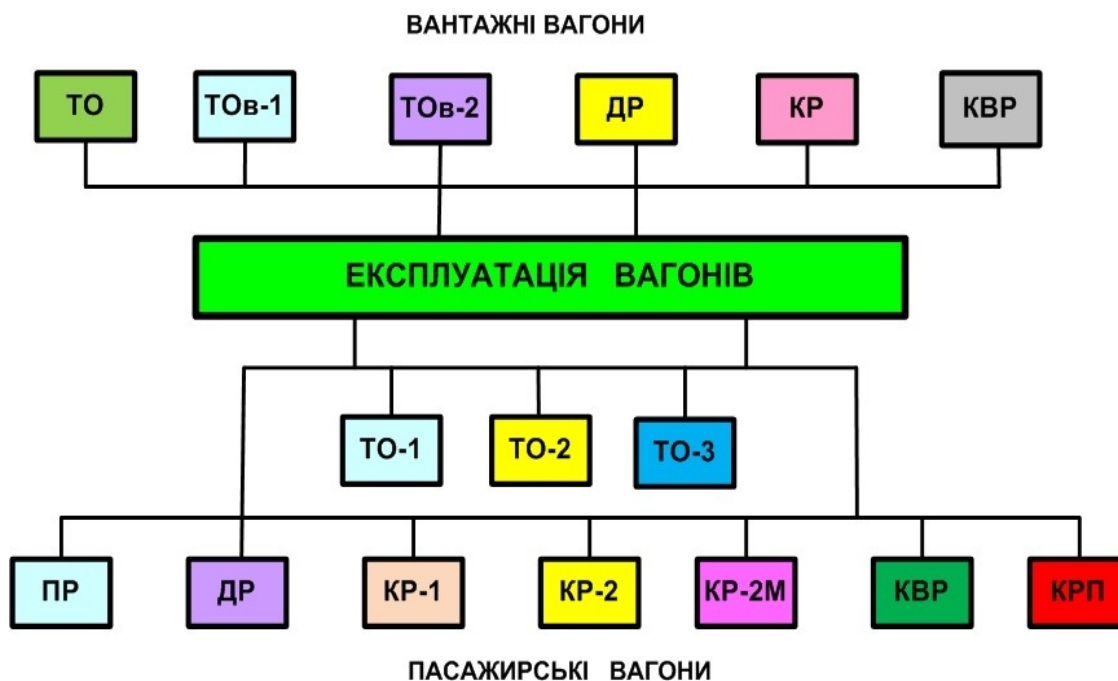 ВАНТАЖНІ ВАГОНИ
ТО ТОв-1 ТОв-2 ДР КР КВР
ЕКСПЛУАТАЦІЯ ВАГОНІВ
ТО-1 ТО-2 ТО-3
ПР ДР КР-1 КР-2 КР-2М КВР КРП
ПАСАЖИРСЬКІ ВАГОНИ